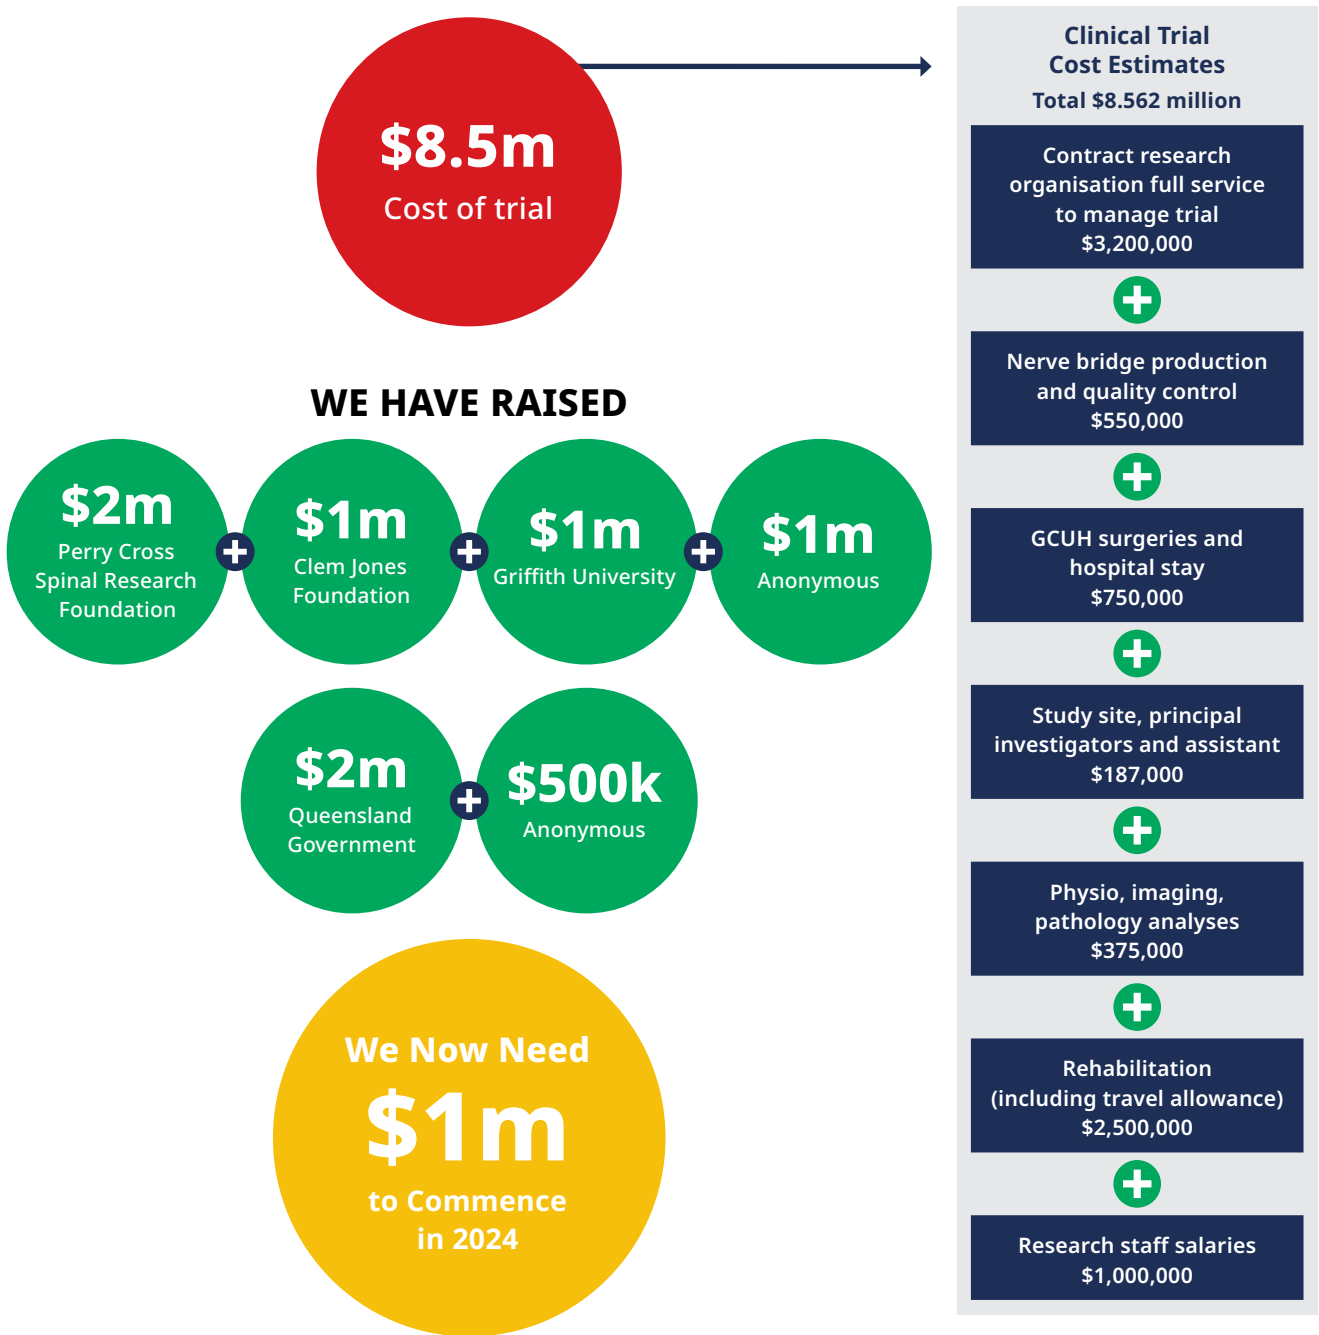 $8.5m
Cost of trial
WE HAVE RAISED
$2m
Perry Cross
Spinal Research
Foundation
$1m
Clem Jones
Foundation
$1m
Griffith University
$1m
Anonymous
$2m
Queensland
Government
$500k
Anonymous
We Now Need
$1m
to Commence
in 2024
Clinical Trial
Cost Estimates
Total $8.562 million
Contract research
organisation full service
to manage trial
$3,200,000
Nerve bridge production
and quality control
$550,000
GCUH surgeries and
hospital stay
$750,000
Study site, principal
investigators and assistant
$187,000
Physio, imaging,
pathology analyses
$375,000
Rehabilitation
(including travel allowance)
$2,500,000
Research staff salaries
$1,000,000